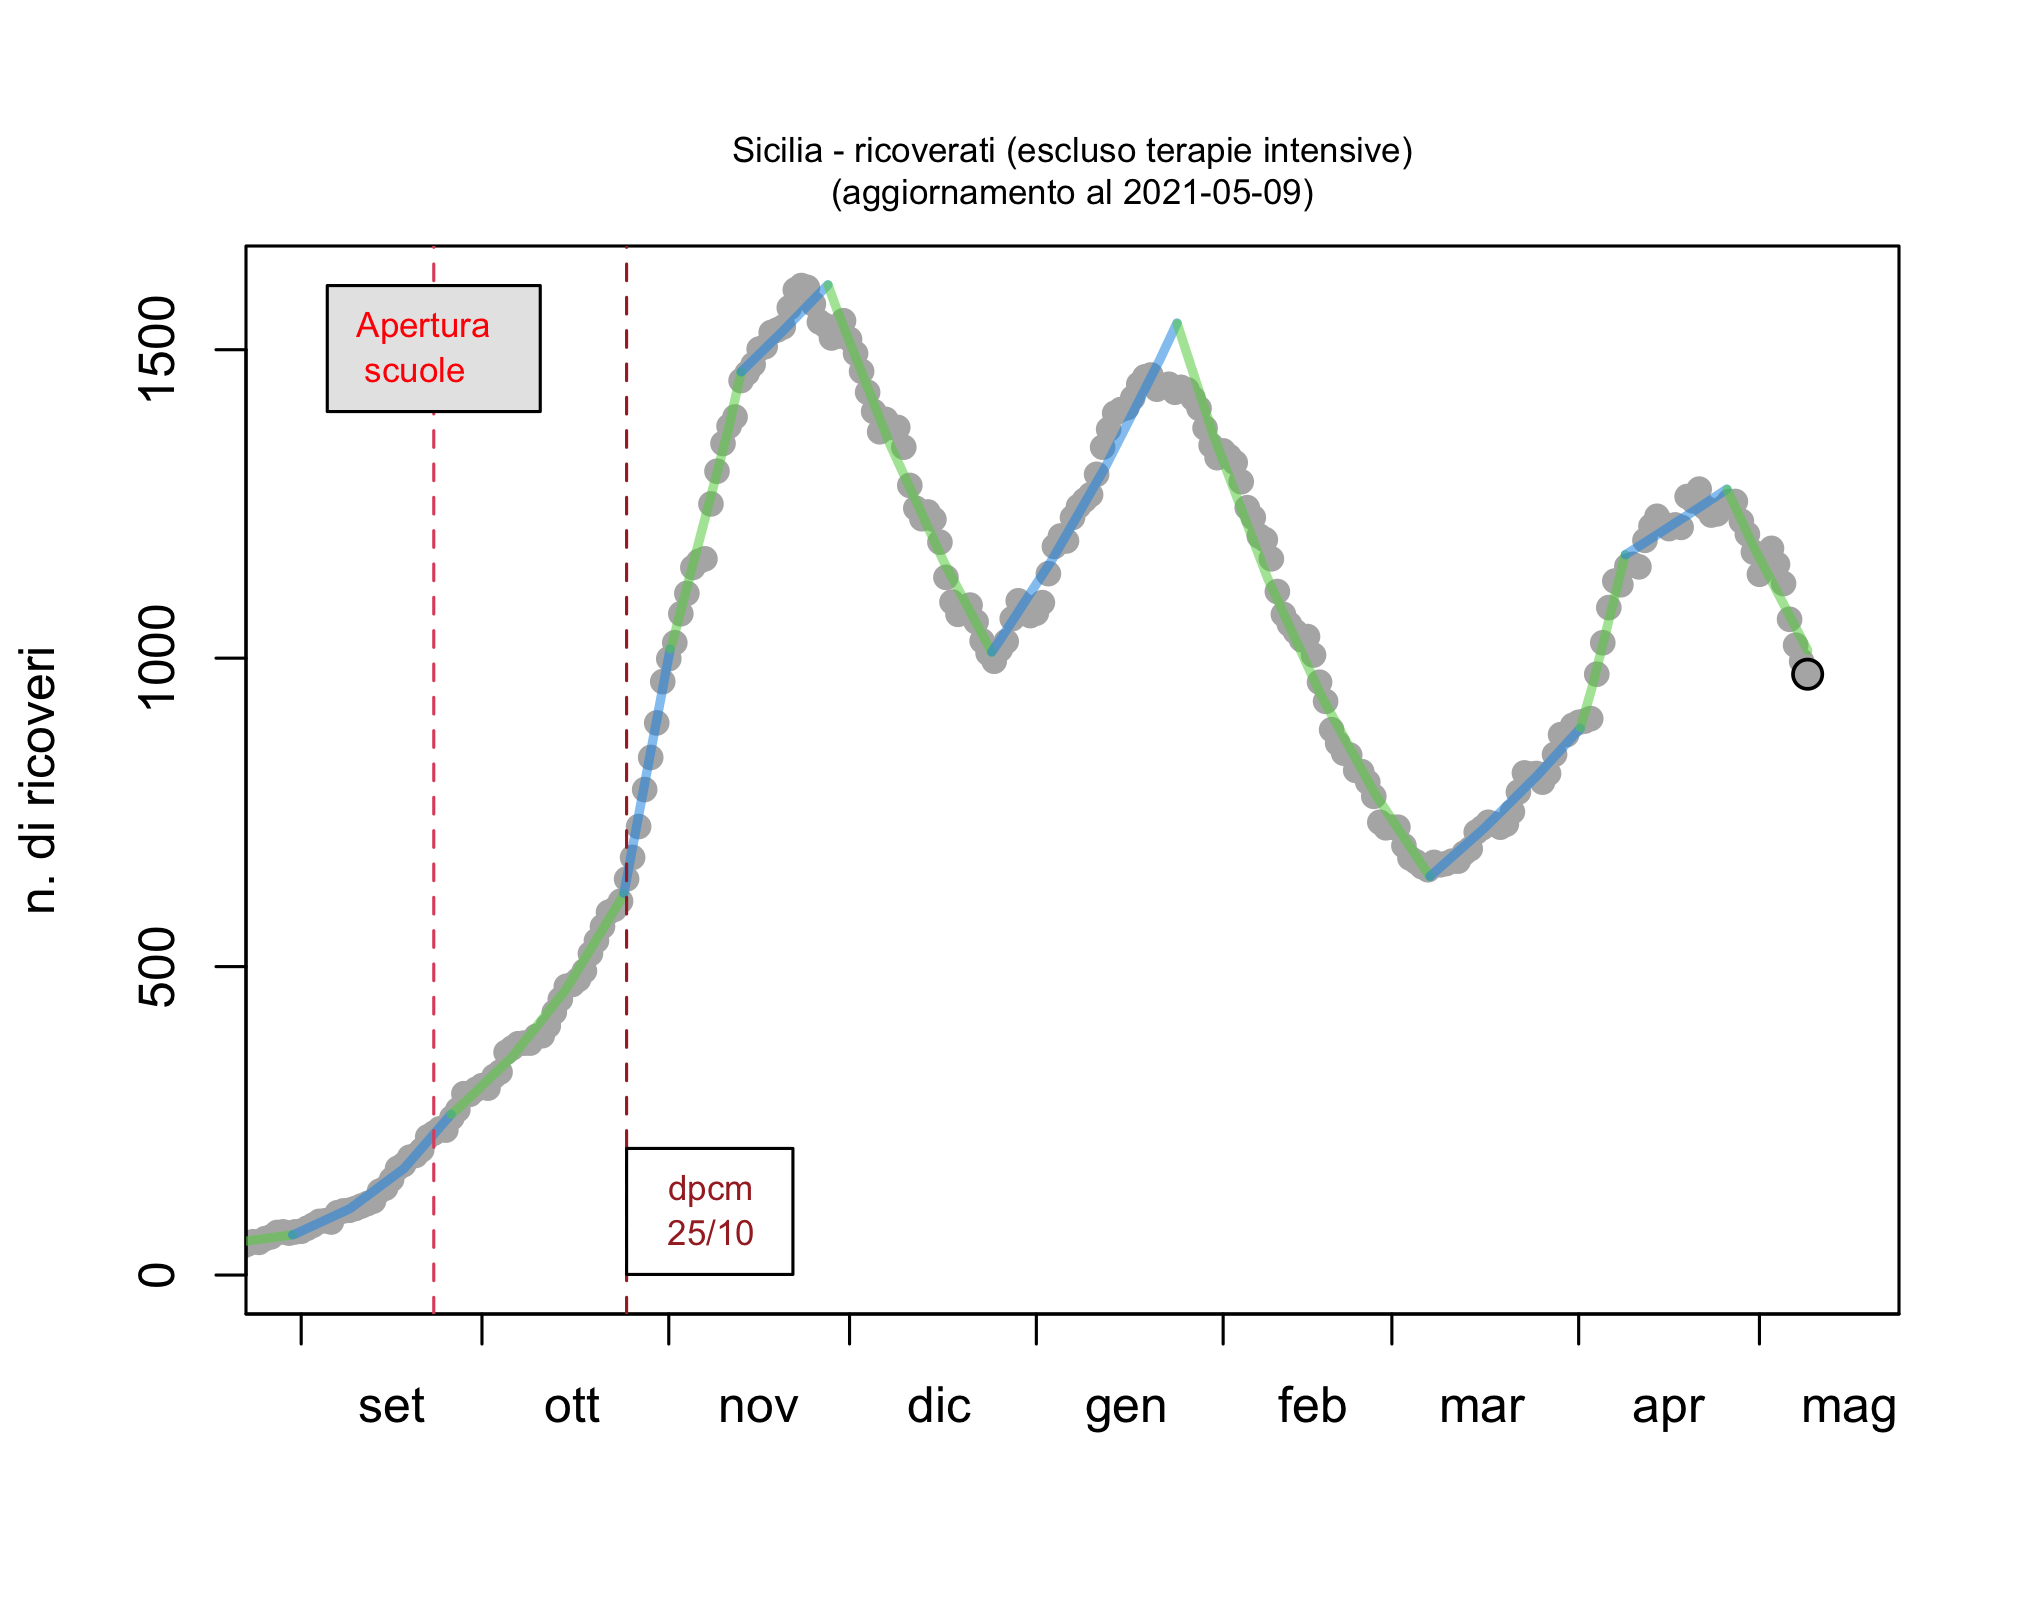 Sicilia - ricoverati (escluso terapie intensive)
(aggiornamento al 2021-05-09)
Apertura
scuole
dpcm
25/10
n. di ricoveri
1500
1000
500
0
set ott nov dic gen feb mar apr mag